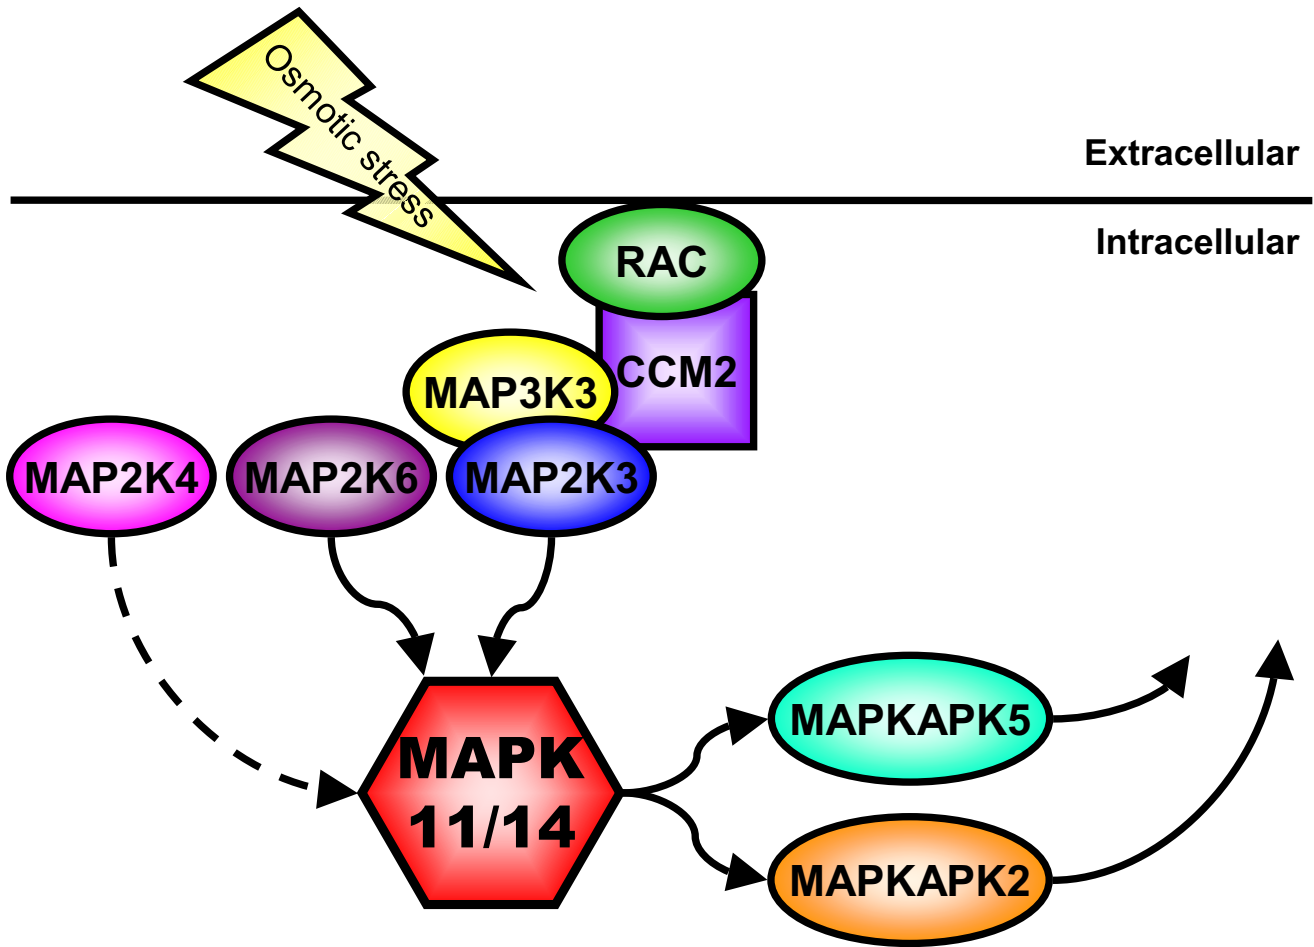 Osmotic stress
Extracellular
Intracellular
RAC
CCM2
MAP3K3
MAP2K4
MAP2K6
MAP2K3
MAPK
11/14
MAPKAPK5
MAPKAPK2